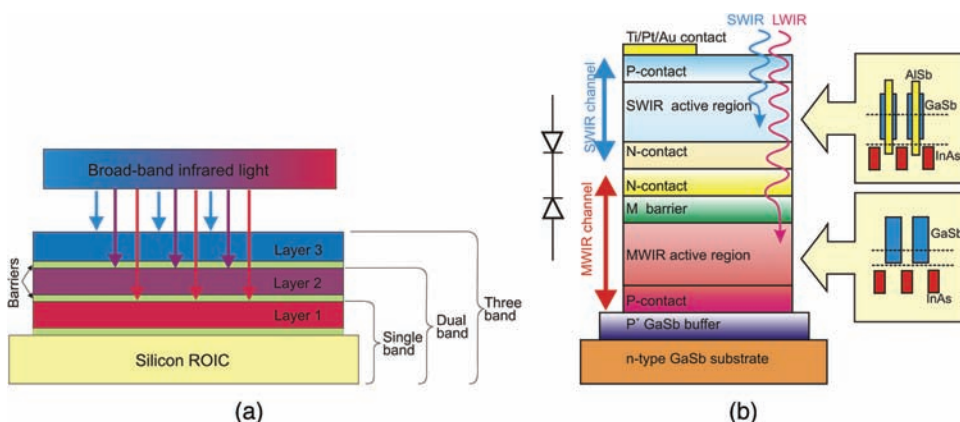 Broad-band infrared light
Barriers
Layer 3
Layer 2
Layer 1
Silicon ROIC
Single
band
Dual
band
Three
band
(a)
SWIR LWIR
Ti/Pt/Au contact
P-contact
SWIR active region
N-contact
N-contact
M barrier
MWIR active region
P-contact
P+ GaSb buffer
n-type GaSb substrate
SWIR channel
MWIR channel
AlSb
GaSb
InAs
GaSb
InAs
(b)